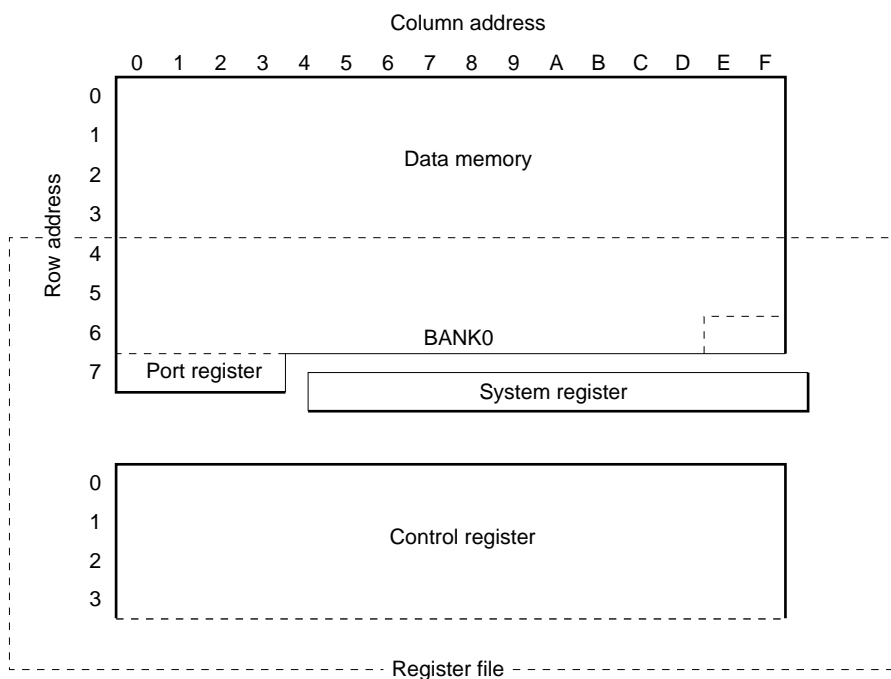 Column address
0 1 2 3 4 5 6 7 8 9 A B C D E F
Row address
0
1
Data memory
2
3
4
5
6
BANK0
7
Port register
System register
0
1
Control register
2
3
Register file